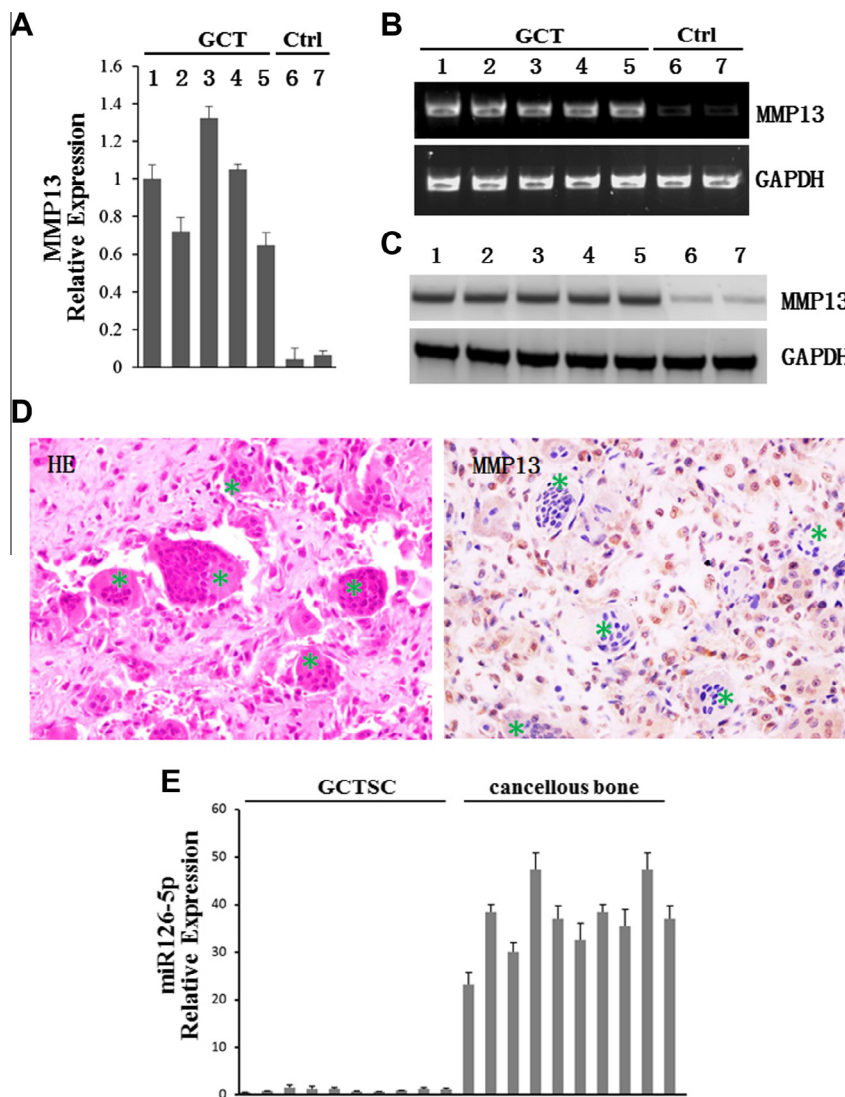 A
GCT Ctrl
1 2 3 4 5 6 7
MMP13
Relative Expression
1.6
1.4
1.2
1
0.8
0.6
0.4
0.2
0
B
GCT Ctrl
1 2 3 4 5 6 7
MMP13
GAPDH
C
1 2 3 4 5 6 7
MMP13
GAPDH
D
HE
* * * * *
MMP13
* * * * *
E
GCTSC cancellous bone
miR126-5p
Relative Expression
60
50
40
30
20
10
0